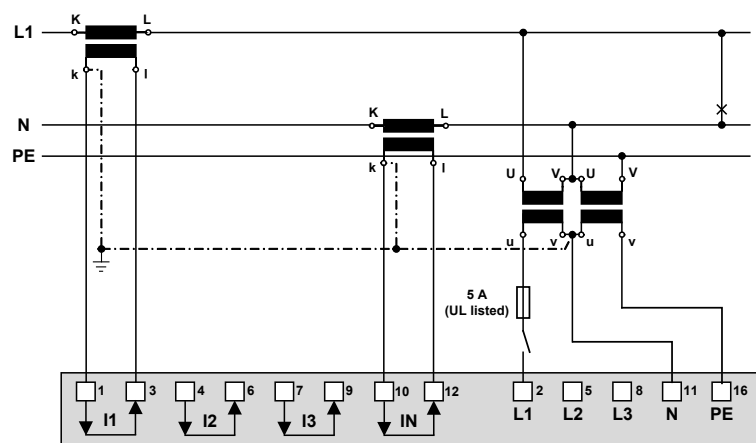 K L
L1
k l
K L
N
PE
k l
U V U V
u v u v
5 A
(UL listed)
1 3 4 6 7 9 10 12 2 5 8 11 16
I1 I2 I3 IN L1 L2 L3 N PE